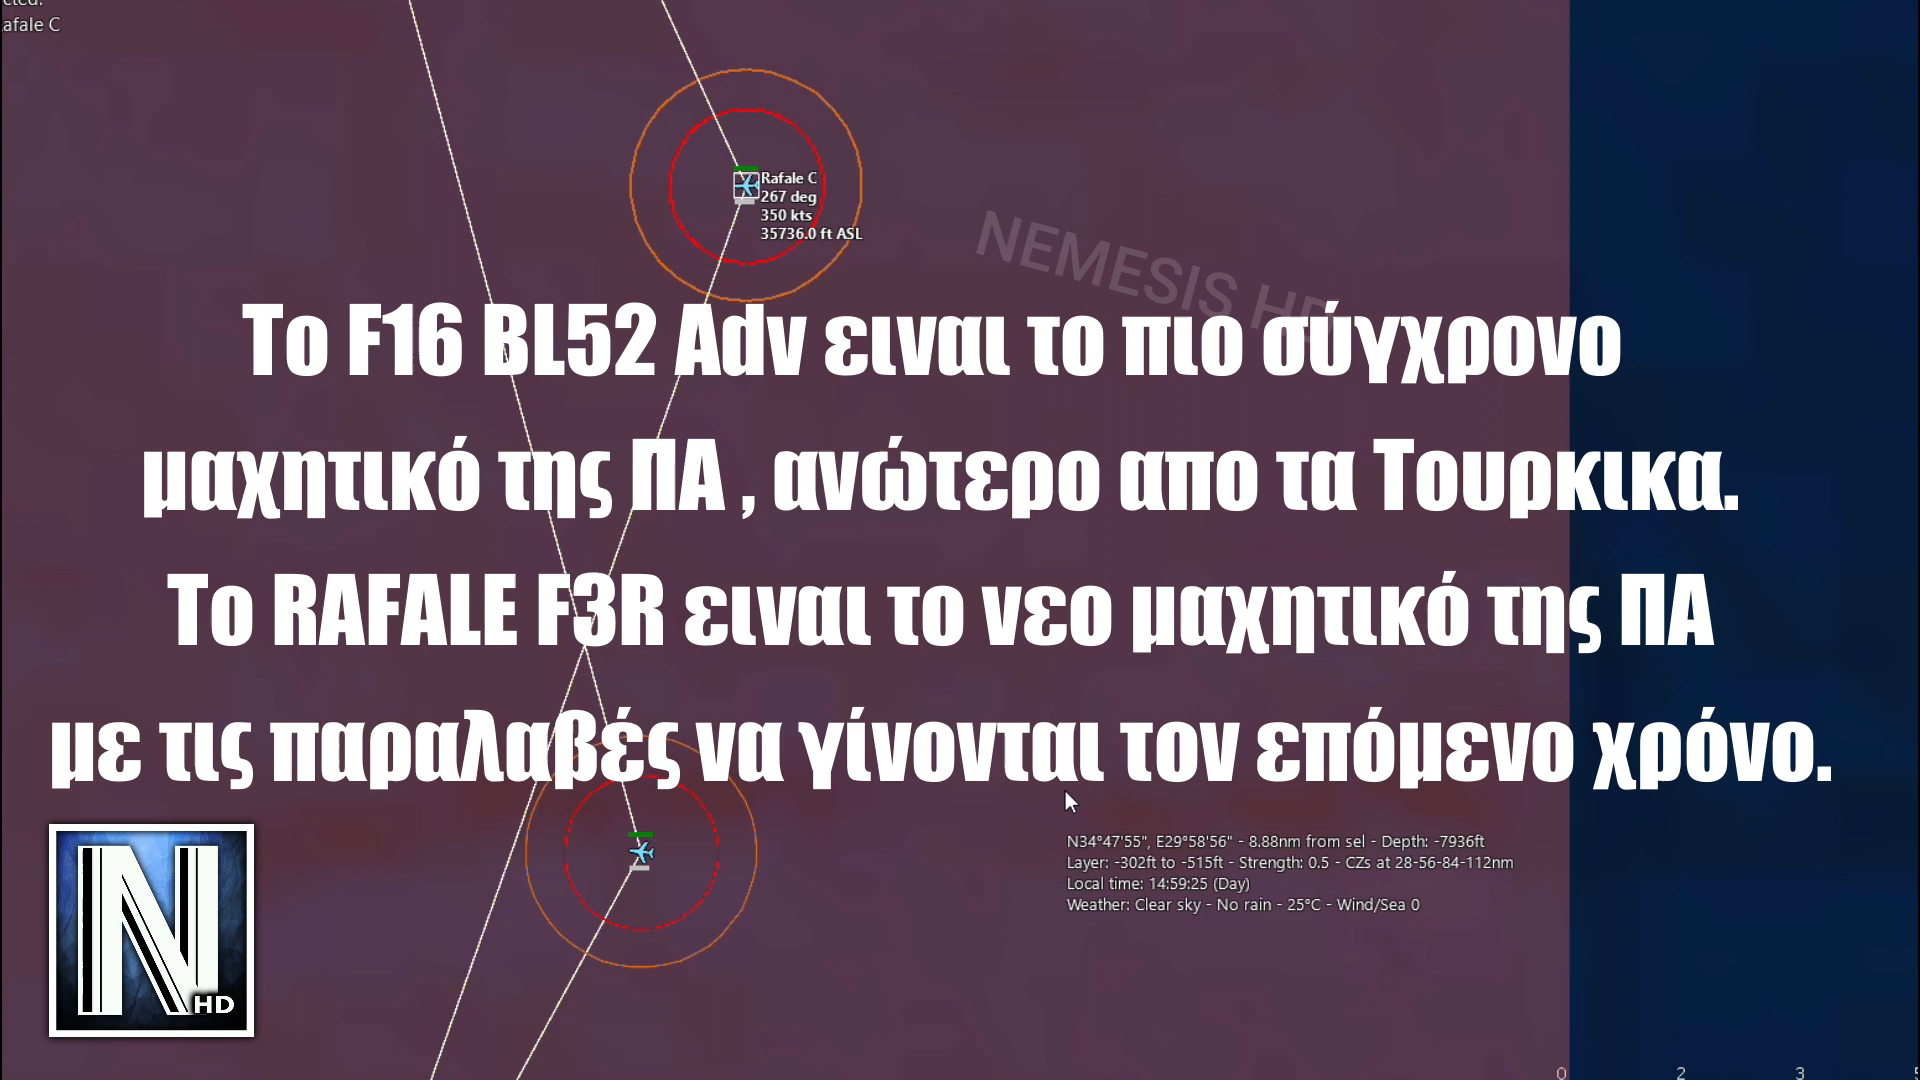 afale C
Rafale C
267 deg
350 kts
35736.0 ft ASL
NEMESIS HD
Το F16 BL52 Adv ειναι το πιο σύγχρονο
μαχητικό της ΠΑ , ανώτερο απο τα Τουρκικα.
Το RAFALE F3R ειναι το νεο μαχητικό της ΠΑ
με τις παραλαβές να γίνονται τον επόμενο χρόνο.
N34°47'55", E29°58'56" - 8.88nm from sel - Depth: -7936ft
Layer: -302ft to -515ft - Strength: 0.5 - CZs at 28-56-84-112nm
Local time: 14:59:25 (Day)
Weather: Clear sky - No rain - 25°C - Wind/Sea 0
N HD
0 2 3